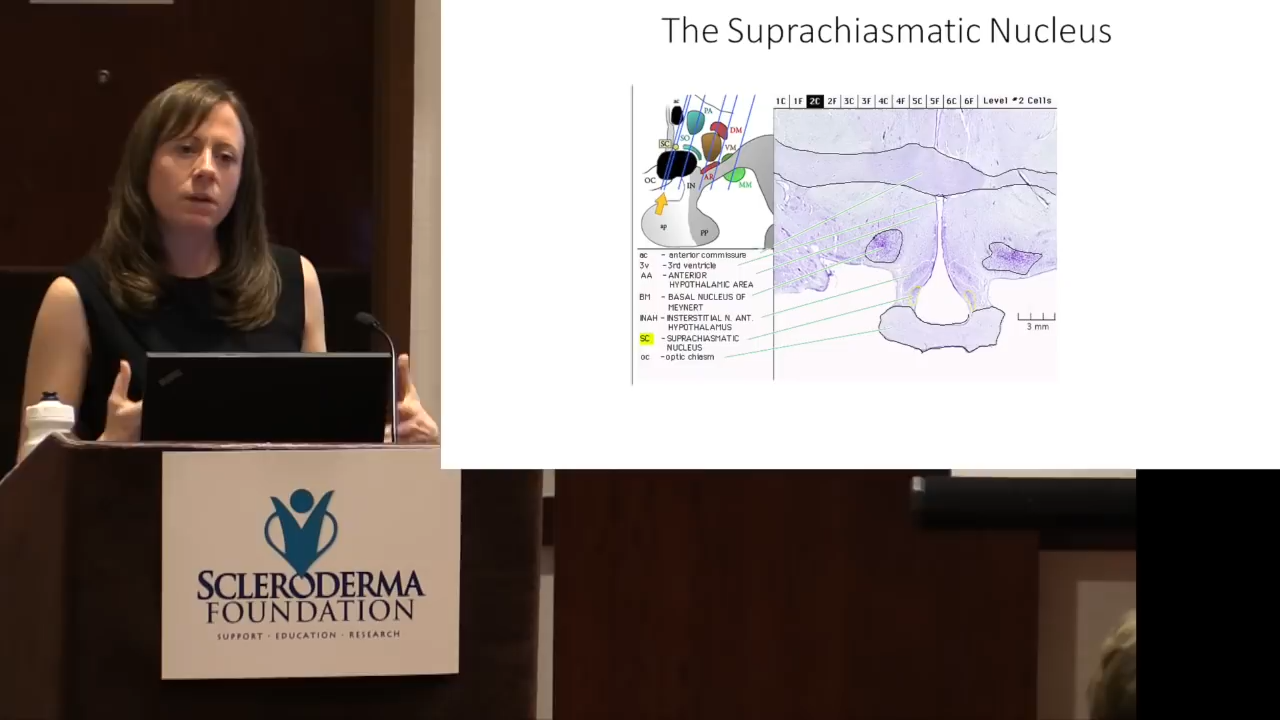 The Suprachiasmatic Nucleus
1C 1F 2C 2F 3C 3F 4C 4F 5C 5F 6C 6F Level #2 Cells
ac
PA
SO
DM
SC
VM
OC
AR
IN
MM
ap
PP
ac - anterior commissure
3v - 3rd ventricle
AA - ANTERIOR
HYPOTHALAMIC AREA
BM - BASAL NUCLEUS OF
MEYNERT
INAH - INSTERSTITIAL N. ANT.
HYPOTHALAMUS
SC - SUPRACHIASMATIC
NUCLEUS
oc - optic chiasm
3 mm
SCLERODERMA
FOUNDATION
SUPPORT · EDUCATION · RESEARCH